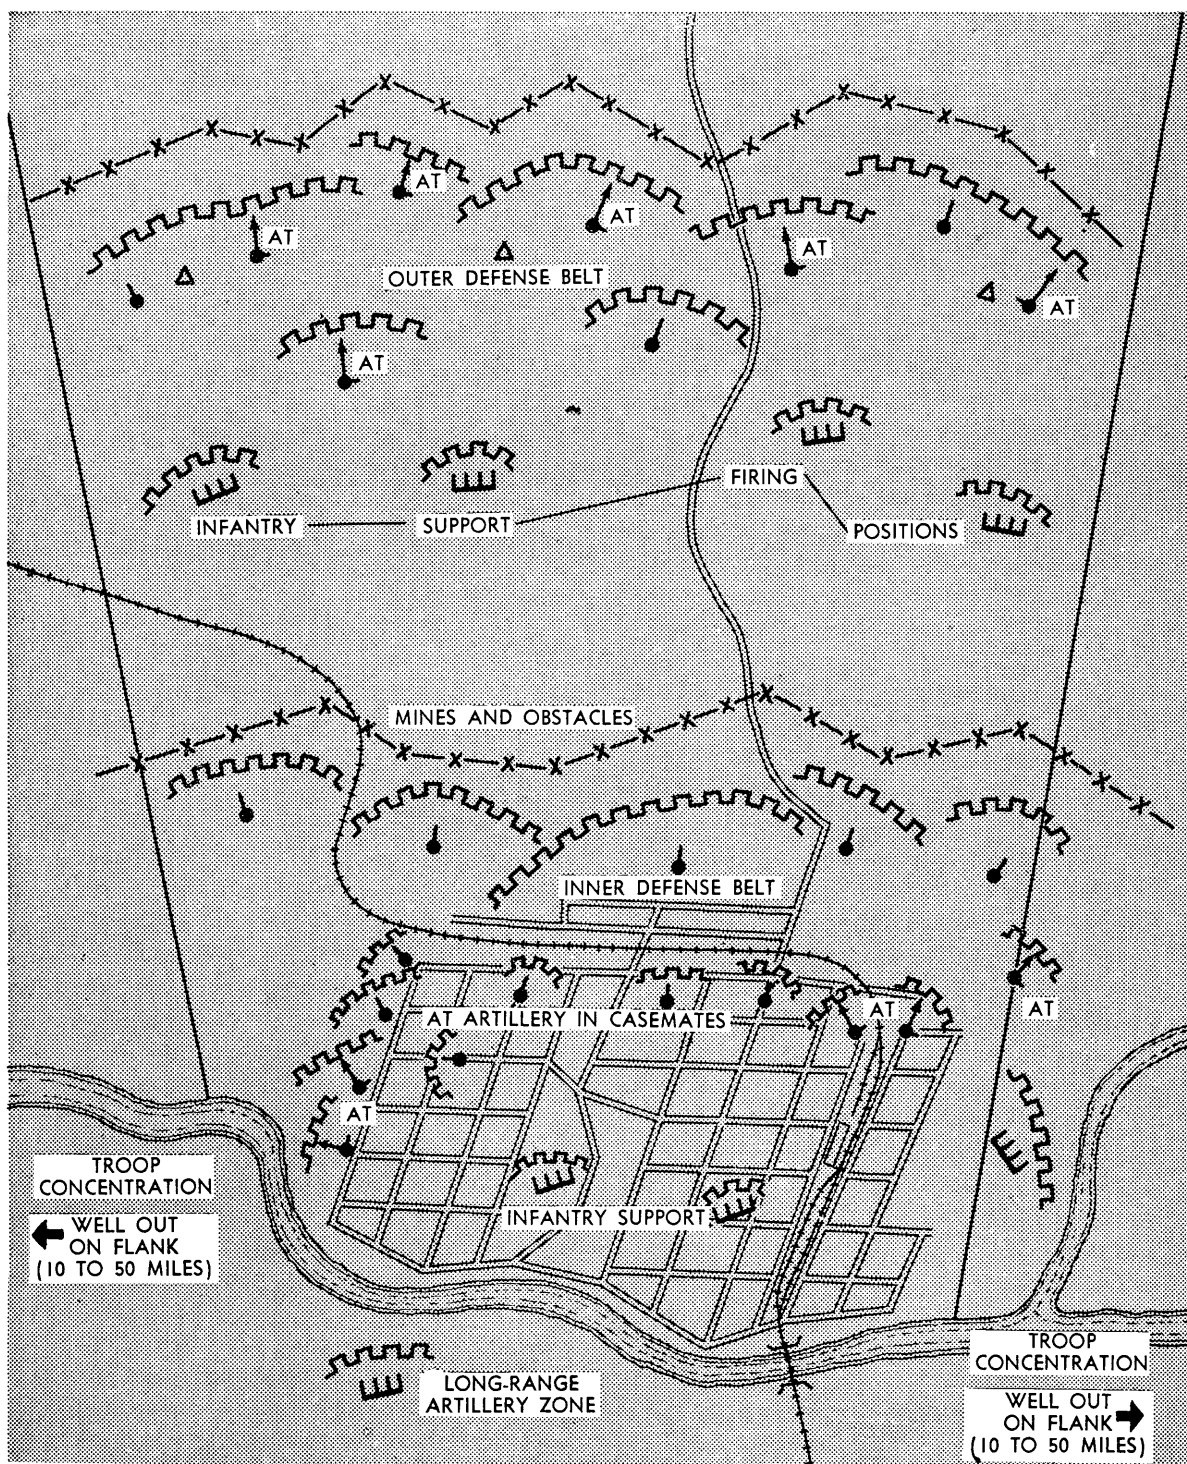 AT
AT
AT
AT
OUTER DEFENSE BELT
AT
AT
FIRING
INFANTRY
SUPPORT
POSITIONS
MINES AND OBSTACLES
INNER DEFENSE BELT
AT
AT
AT ARTILLERY IN CASEMATES
AT
TROOP
CONCENTRATION
WELL OUT
ON FLANK
(10 TO 50 MILES)
INFANTRY SUPPORT
TROOP
CONCENTRATION
LONG-RANGE
ARTILLERY ZONE
WELL OUT
ON FLANK
(10 TO 50 MILES)